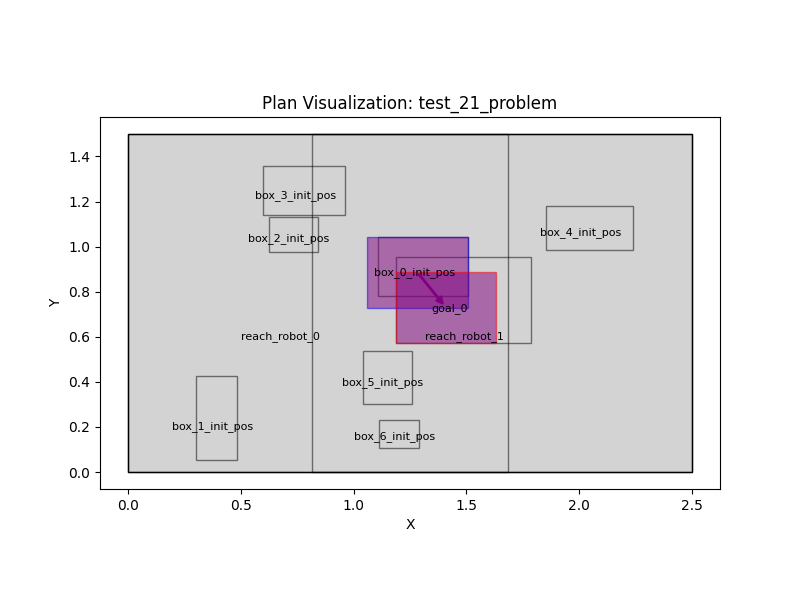 Plan Visualization: test_21_problem
Y
1.4
1.2
1.0
0.8
0.6
0.4
0.2
0.0
box_3_init_pos
box_2_init_pos
box_4_init_pos
box_0_init_pos
goal_0
reach_robot_0
reach_robot_1
box_5_init_pos
box_1_init_pos
box_6_init_pos
0.0
0.5
1.0
1.5
2.0
2.5
X